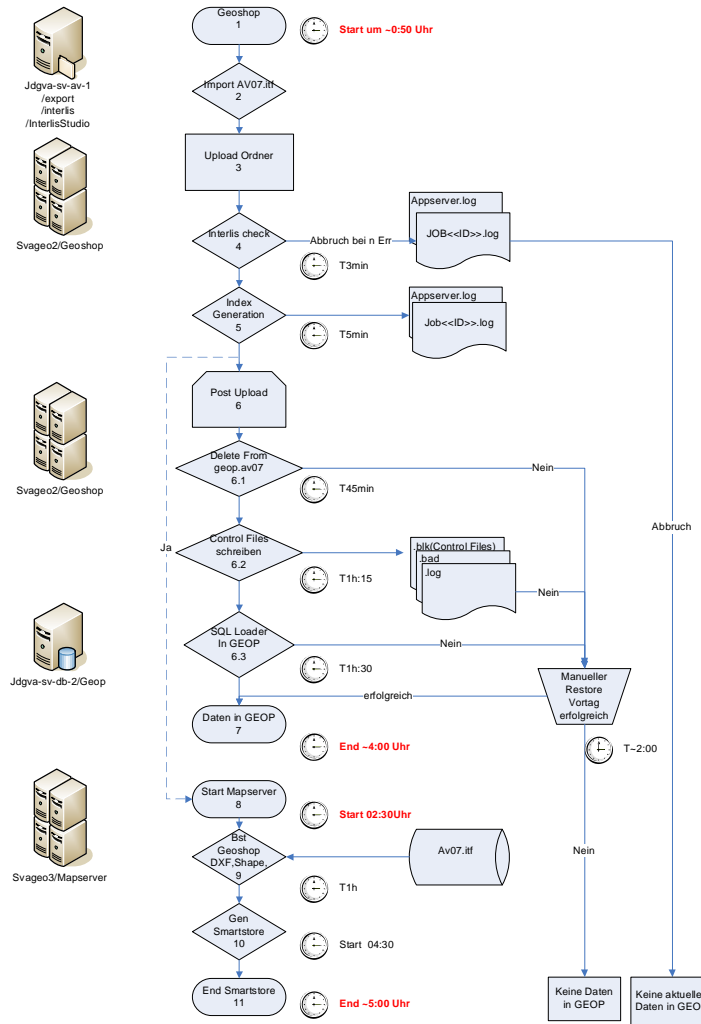 Geoshop
1
Start um ~0:50 Uhr
Jdgva-sv-av-1
/export
/interlis
/InterlisStudio
Import AV07.itf
2
Upload Ordner
3
Svageo2/Geoshop
Interlis check
4
Abbruch bei n Err
Appserver.log
JOB<<ID>>.log
T3min
Index
Generation
5
Appserver.log
Job<<ID>>.log
T5min
Post Upload
6
Svageo2/Geoshop
Delete From
geop.av07
6.1
Nein
T45min
Abbruch
Ja
Control Files
schreiben
6.2
.blk(Control Files)
.bad
.log
T1h:15
Nein
Jdgva-sv-db-2/Geop
SQL Loader
In GEOP
6.3
Nein
T1h:30
Manueller
Restore
Vortag
erfolgreich
erfolgreich
Daten in GEOP
7
End ~4:00 Uhr
T~2:00
Start Mapserver
8
Start 02:30Uhr
Svageo3/Mapserver
Bst
Geoshop
DXF,Shape,
9
Av07.itf
Nein
T1h
Gen
Smartstore
10
Start 04:30
End Smartstore
11
End ~5:00 Uhr
Keine Daten
in GEOP
Keine aktuelle
Daten in GEO